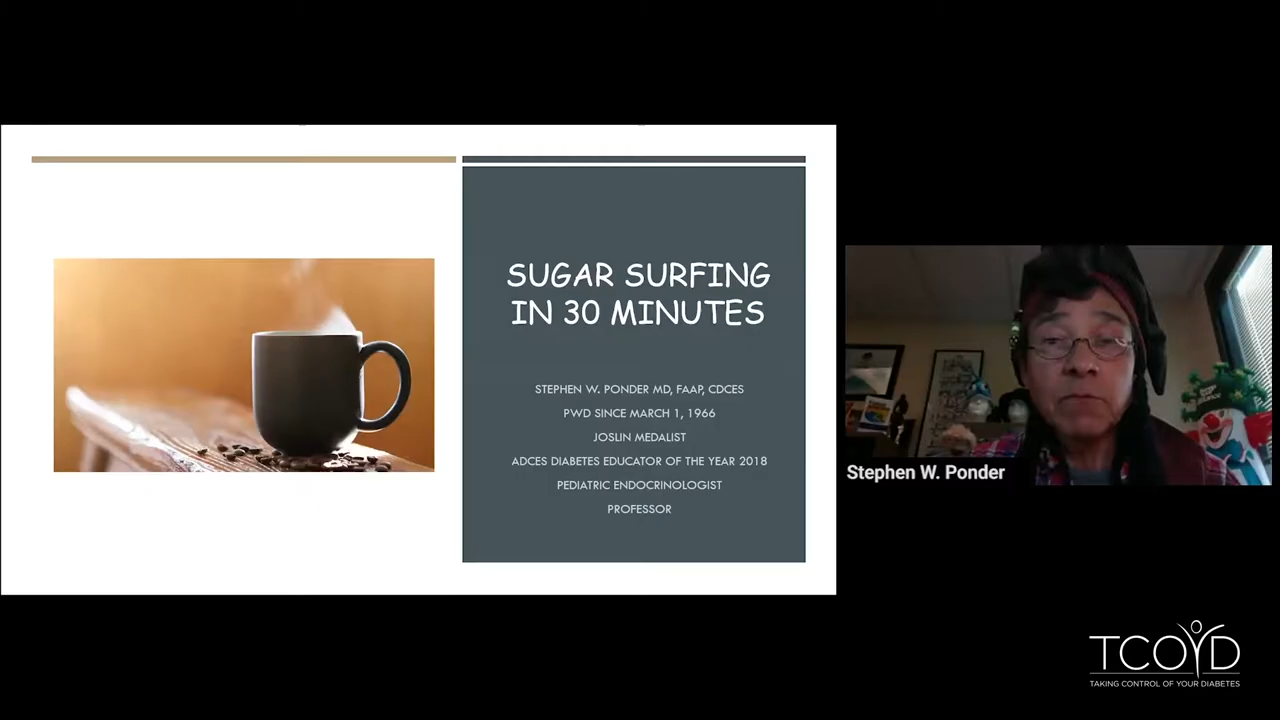 SUGAR SURFING
IN 30 MINUTES
STEPHEN W. PONDER MD, FAAP, CDCES
PWD SINCE MARCH 1, 1966
JOSLIN MEDALIST
ADCES DIABETES EDUCATOR OF THE YEAR 2018
PEDIATRIC ENDOCRINOLOGIST
PROFESSOR
Stephen W. Ponder
TCOYD
TAKING CONTROL OF YOUR DIABETES